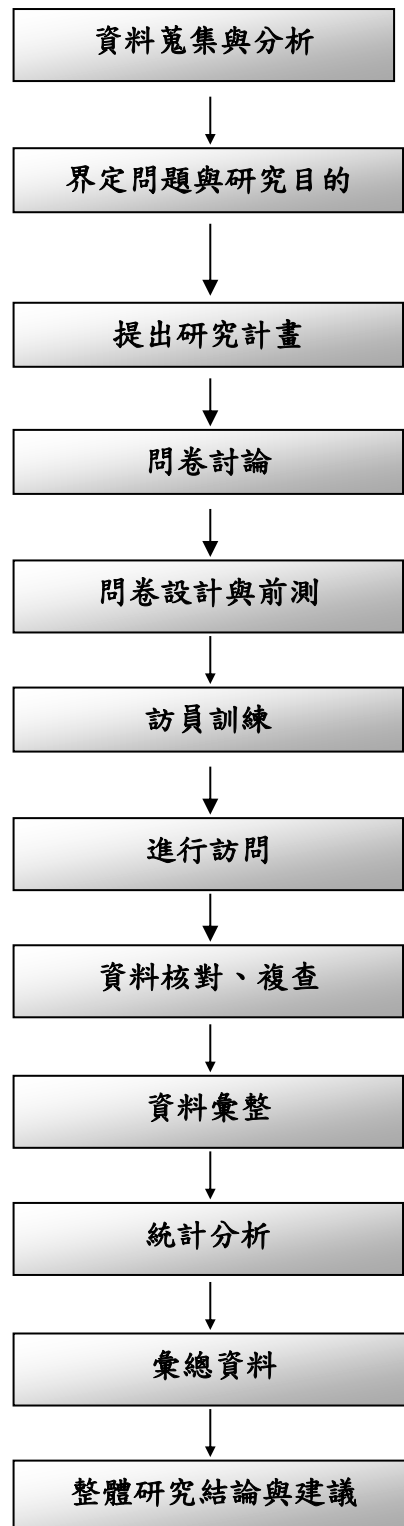 資料蒐集與分析
界定問題與研究目的
提出研究計畫
問卷討論
問卷設計與前測
訪員訓練
進行訪問
資料核對、複查
資料彙整
統計分析
彙總資料
整體研究結論與建議